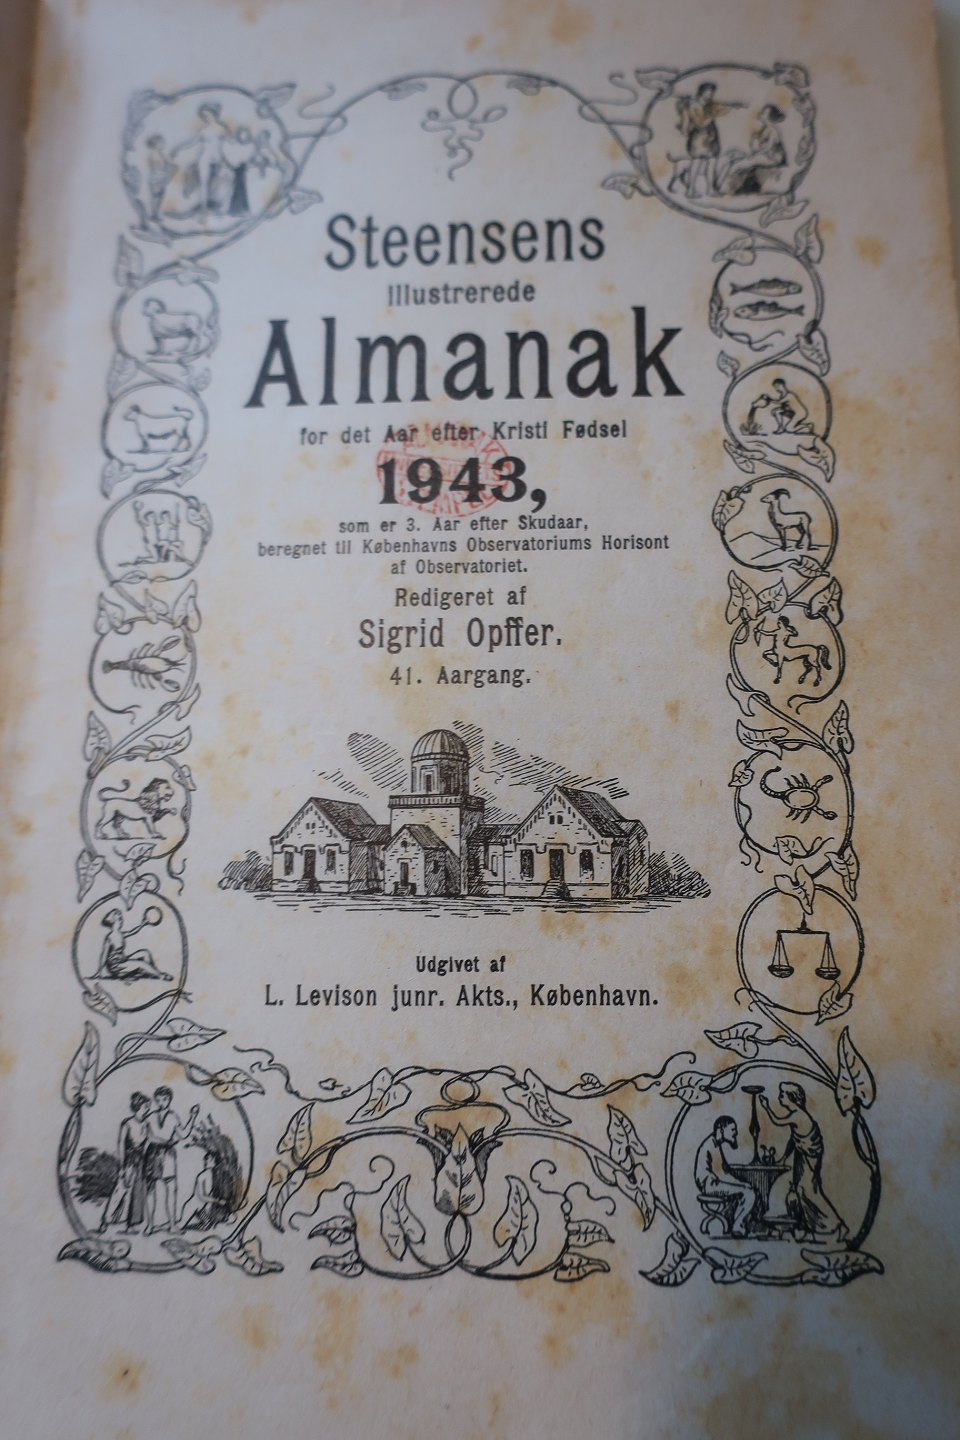 Steensens
Illustrerede
Almanak
for det Aar efter Kristi Fødsel
1943,
som er 3. Aar efter Skudaar,
beregnet til Københavns Observatoriums Horisont
af Observatoriet.
Redigeret af
Sigrid Opffer.
41. Aargang.
Udgivet af
L. Levison junr. Akts., København.